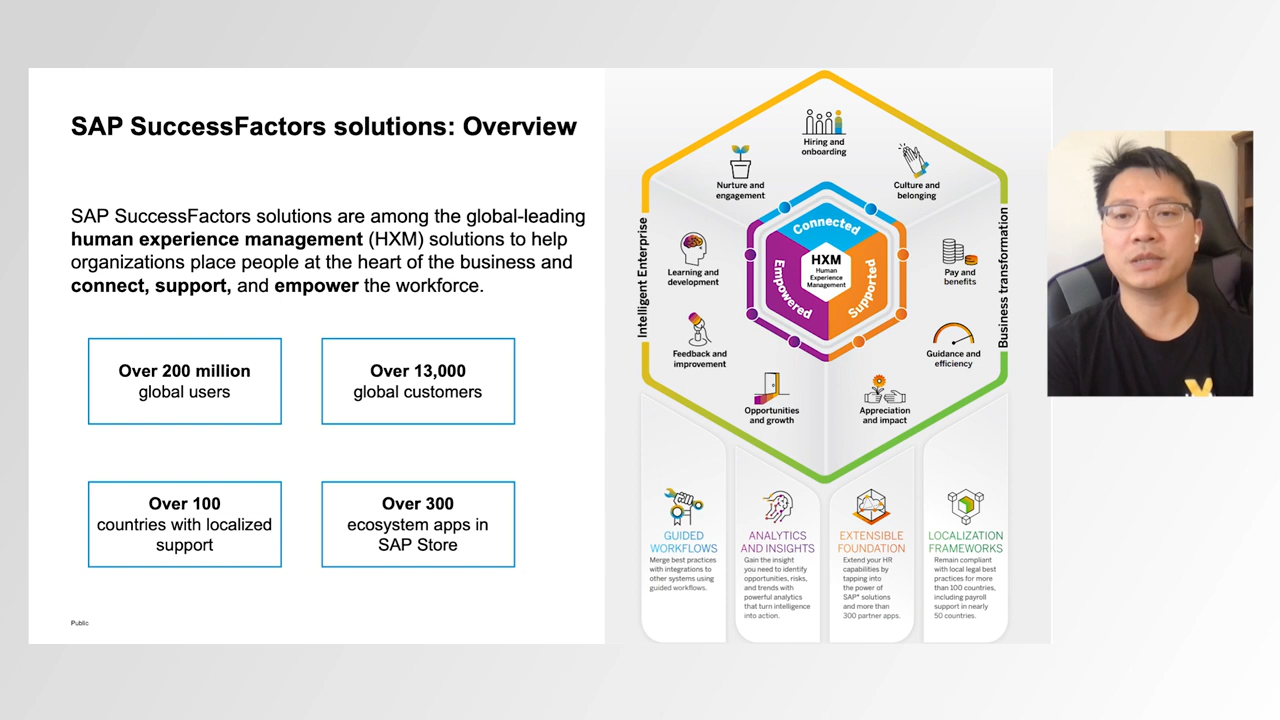 SAP SuccessFactors solutions: Overview
SAP SuccessFactors solutions are among the global-leading
human experience management (HXM) solutions to help
organizations place people at the heart of the business and
connect, support, and empower the workforce.
Over 200 million
global users
Over 13,000
global customers
Over 100
countries with localized
support
Over 300
ecosystem apps in
SAP Store
Public
Hiring and
onboarding
Nurture and
engagement
Culture and
belonging
Learning and
development
Pay and
benefits
Feedback and
improvement
Guidance and
efficiency
Opportunities
and growth
Appreciation
and impact
Intelligent Enterprise
Business transformation
Connected
Empowered
Supported
HXM
Human
Experience
Management
GUIDED
WORKFLOWS
Merge best practices
with integrations to
other systems using
guided workflows.
ANALYTICS
AND INSIGHTS
Gain the insight
you need to identify
opportunities, risks,
and trends with
powerful analytics
that turn intelligence
into action.
EXTENSIBLE
FOUNDATION
Extend your HR
capabilities by
tapping into
the power of
SAP® solutions
and more than
300 partner apps.
LOCALIZATION
FRAMEWORKS
Remain compliant
with local legal best
practices for more
than 100 countries,
including payroll
support in nearly
50 countries.